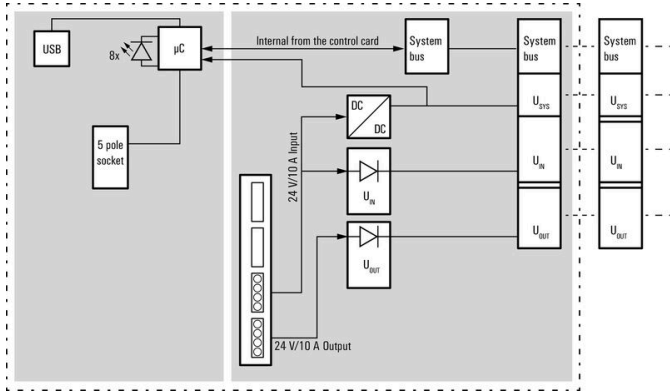 USB
8x
µC
Internal from the control card
System
bus
System
bus
System
bus
5 pole
socket
DC
DC
U_SYS
U_SYS
24 V/10 A Input
U_IN
U_IN
U_IN
U_OUT
U_OUT
U_OUT
24 V/10 A Output